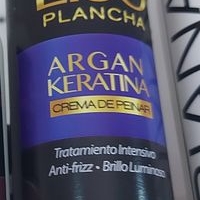 PLANCHA
ARGAN
KERATINA
CREMA DE PEINAR
Tratamiento Intensivo
Anti-frizz • Brillo Luminoso